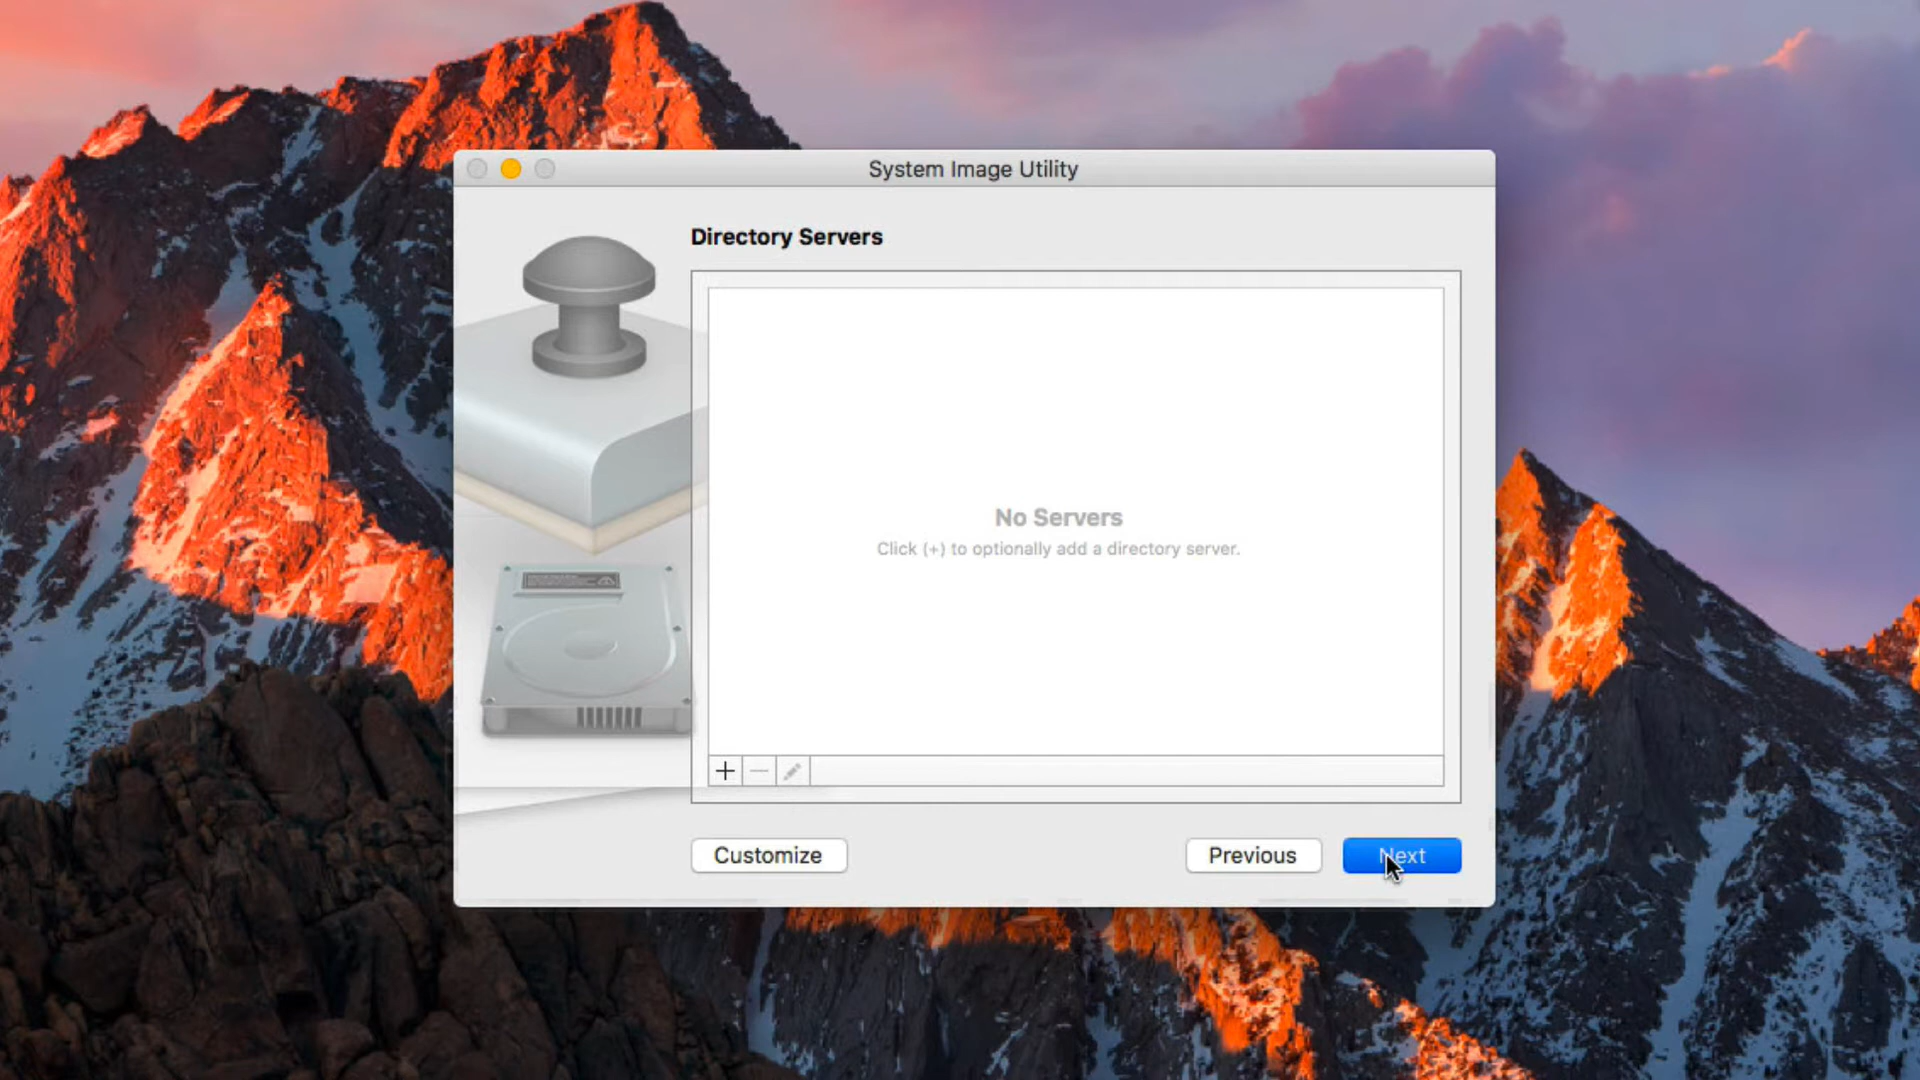 System Image Utility
Directory Servers
No Servers
Click (+) to optionally add a directory server.
Customize
Previous
Next